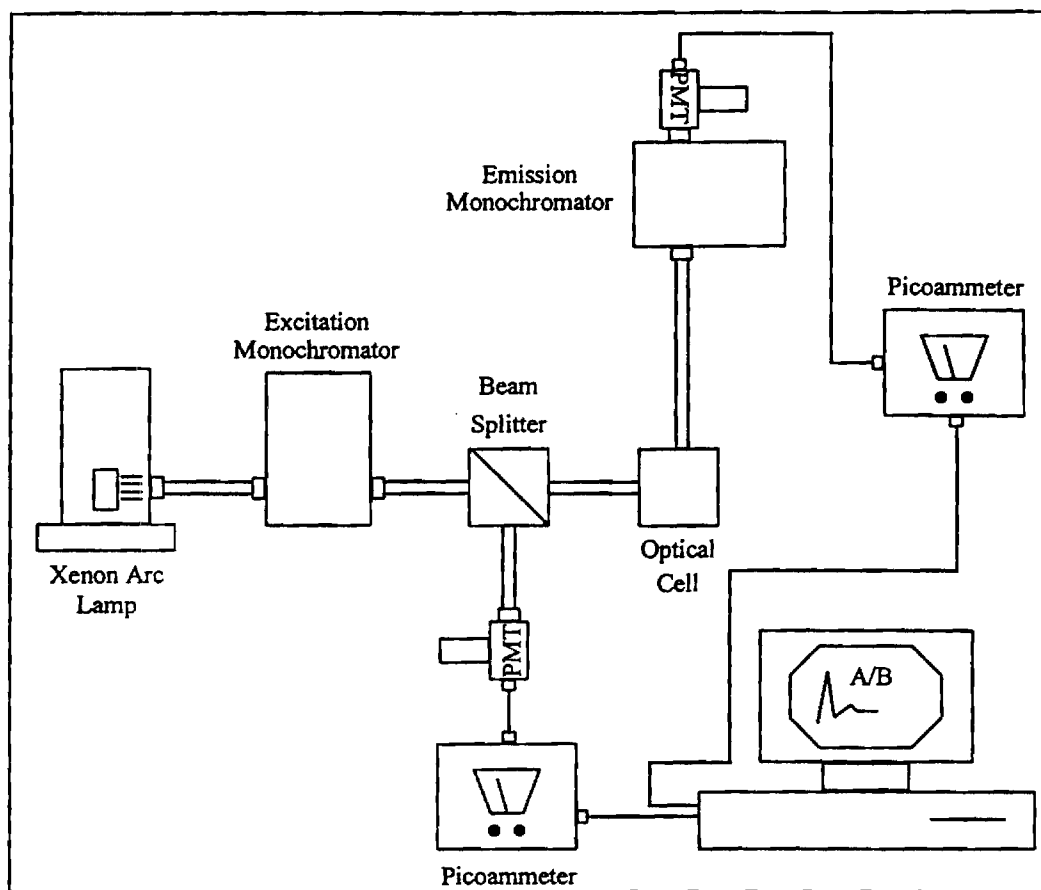 PMT
Emission
Monochromator
Picoammeter
Excitation
Monochromator
Beam
Splitter
Xenon Arc
Lamp
Optical
Cell
PMT
A/B
Picoammeter